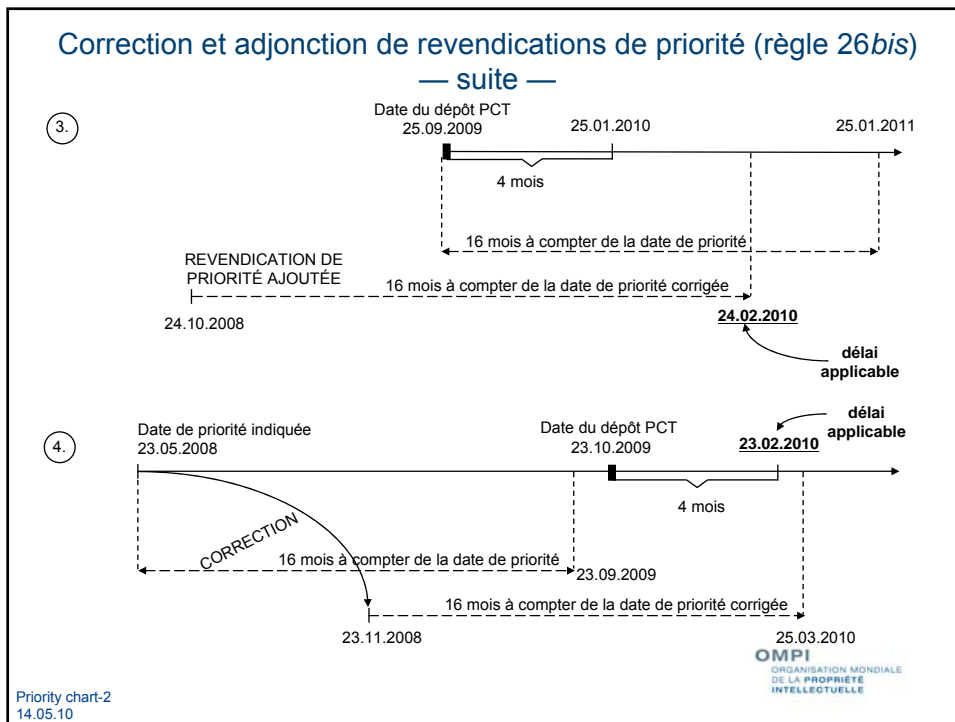 Correction et adjonction de revendications de priorité (règle 26bis)
— suite —
3.
Date du dépôt PCT
25.09.2009
25.01.2010
25.01.2011
4 mois
16 mois à compter de la date de priorité
REVENDICATION DE
PRIORITÉ AJOUTÉE
16 mois à compter de la date de priorité corrigée
24.10.2008
24.02.2010
délai
applicable
4.
Date de priorité indiquée
23.05.2008
Date du dépôt PCT
23.10.2009
23.02.2010
délai
applicable
4 mois
CORRECTION
16 mois à compter de la date de priorité
23.09.2009
16 mois à compter de la date de priorité corrigée
23.11.2008
25.03.2010
OMPI
ORGANISATION MONDIALE
DE LA PROPRIÉTÉ
INTELLECTUELLE
Priority chart-2
14.05.10